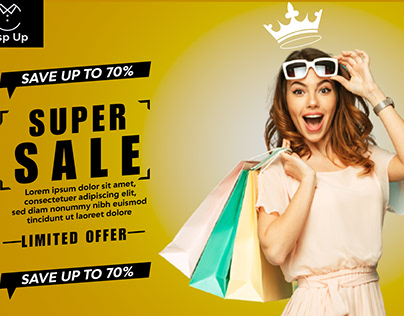 sp Up
SAVE UP TO 70%
SUPER
SALE
Lorem ipsum dolor sit amet,
consectetuer adipiscing elit,
sed diam nonummy nibh euismod
tincidunt ut laoreet dolore
LIMITED OFFER
SAVE UP TO 70%